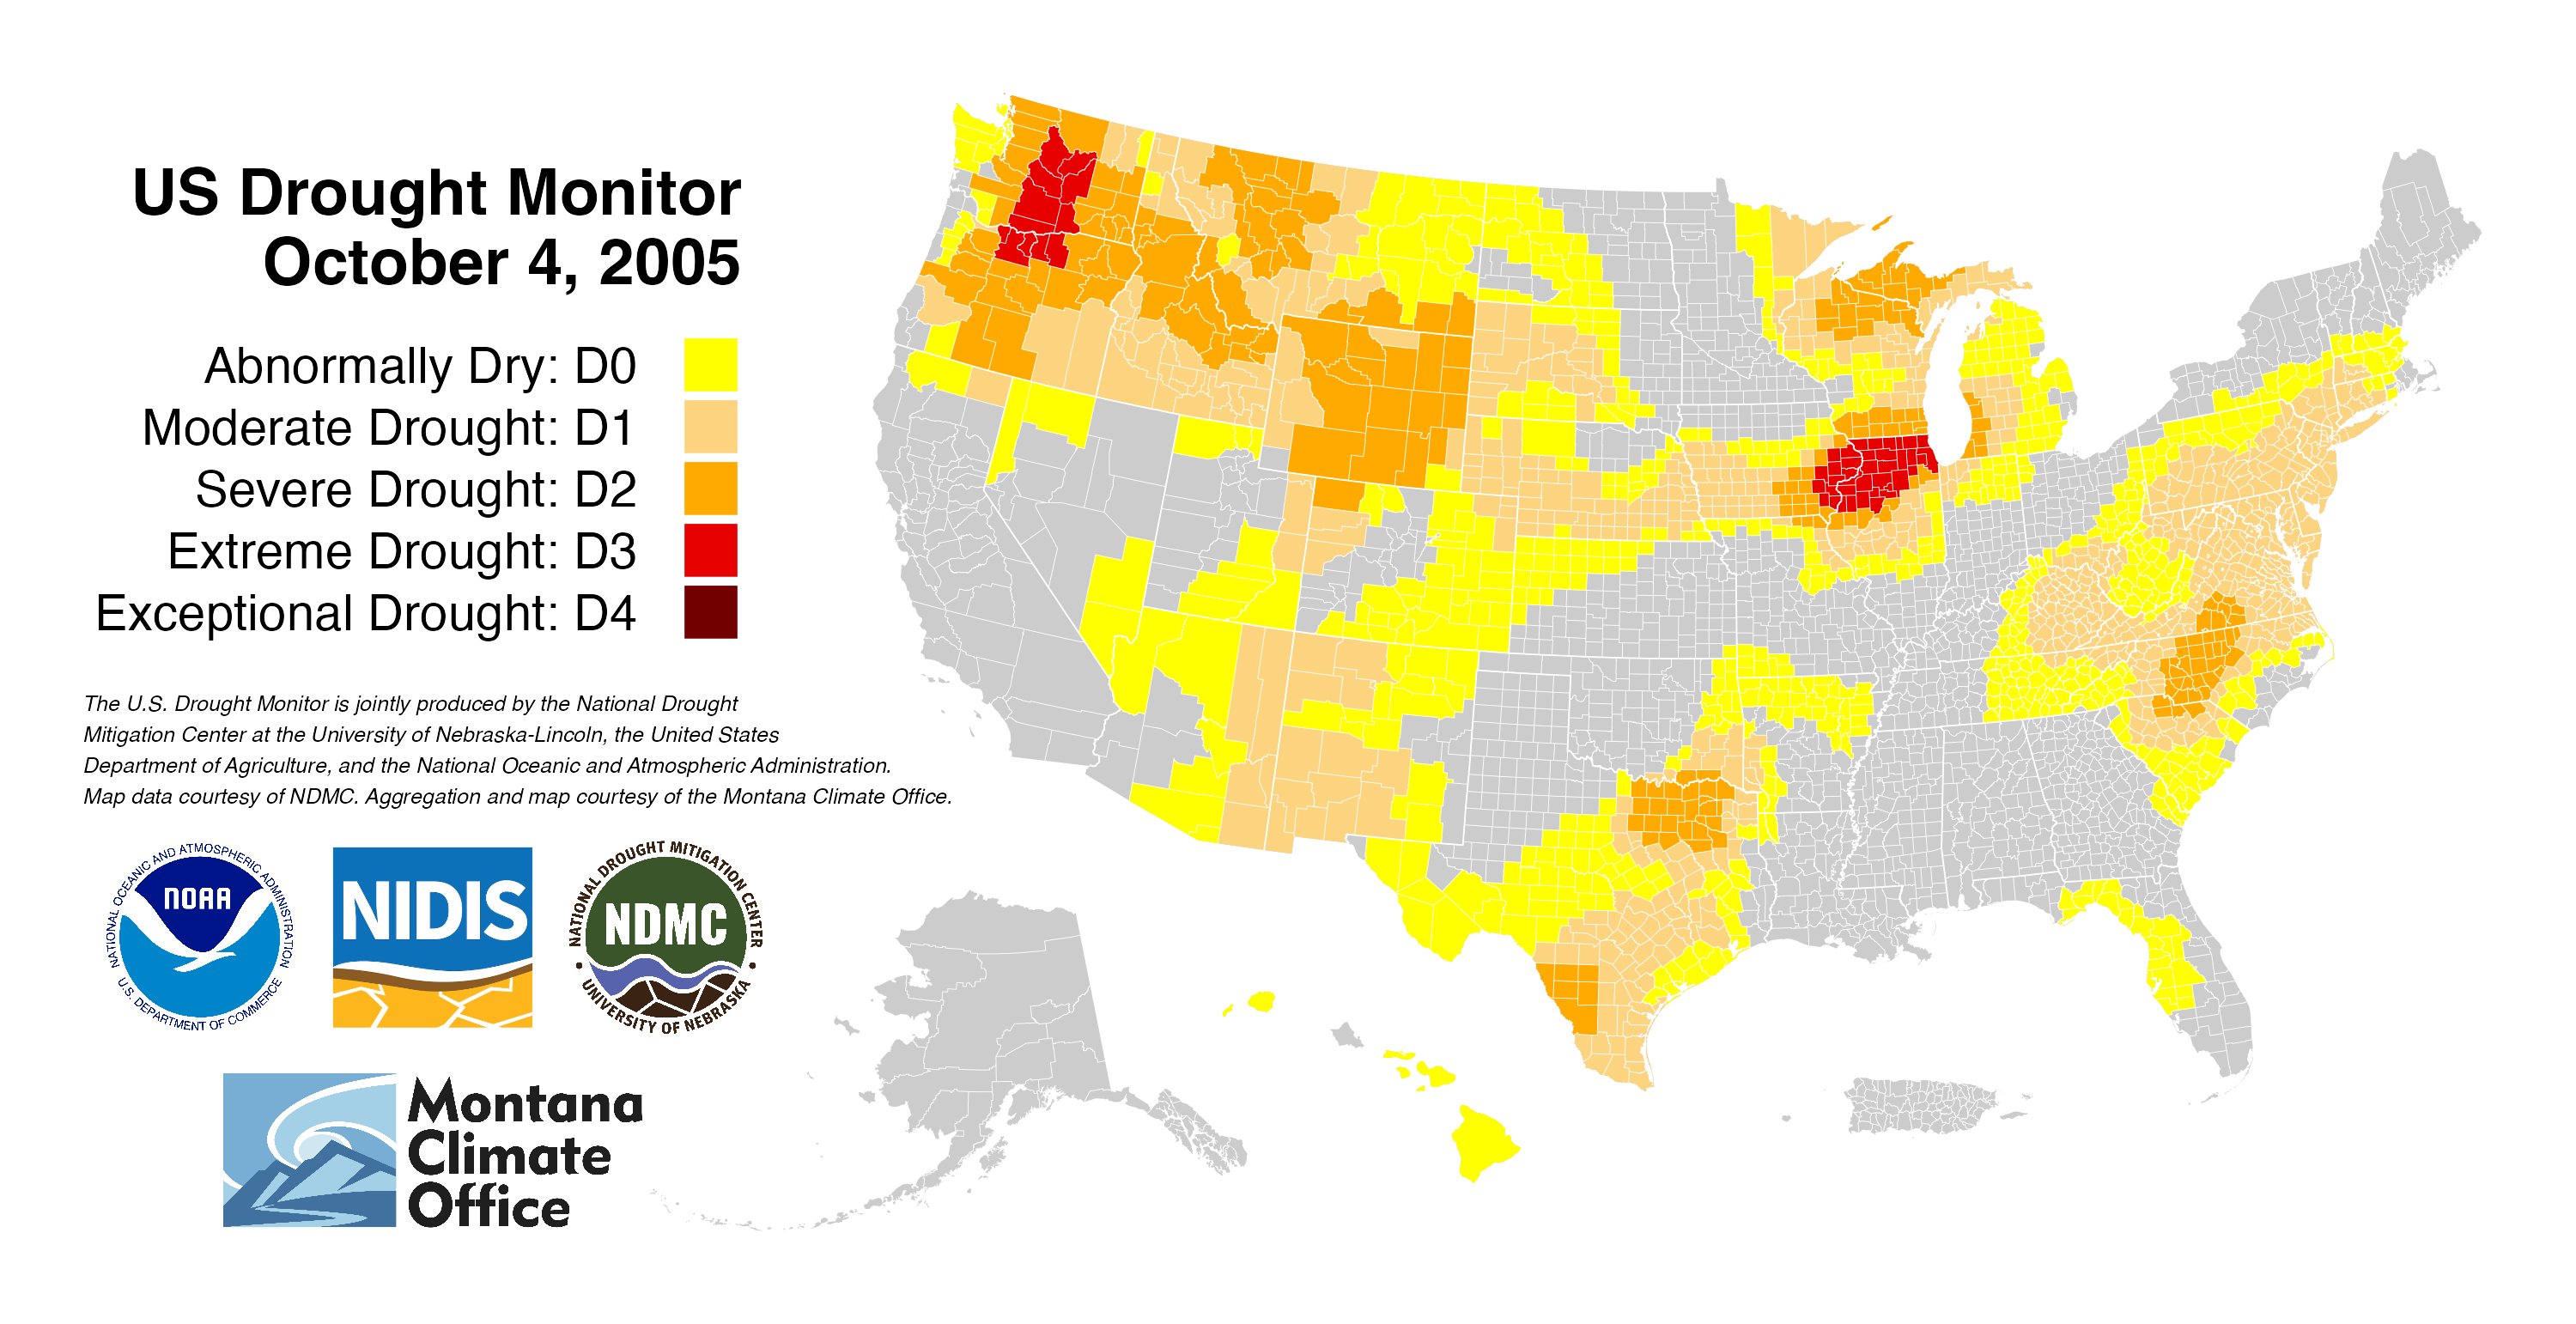 US Drought Monitor
October 4, 2005
Abnormally Dry: D0
Moderate Drought: D1
Severe Drought: D2
Extreme Drought: D3
Exceptional Drought: D4
The U.S. Drought Monitor is jointly produced by the National Drought
Mitigation Center at the University of Nebraska-Lincoln, the United States
Department of Agriculture, and the National Oceanic and Atmospheric Administration.
Map data courtesy of NDMC. Aggregation and map courtesy of the Montana Climate Office.
NATIONAL OCEANIC AND ATMOSPHERIC ADMINISTRATION
NOAA
U.S. DEPARTMENT OF COMMERCE
NIDIS
NATIONAL DROUGHT MITIGATION CENTER
NDMC
UNIVERSITY OF NEBRASKA
Montana
Climate
Office